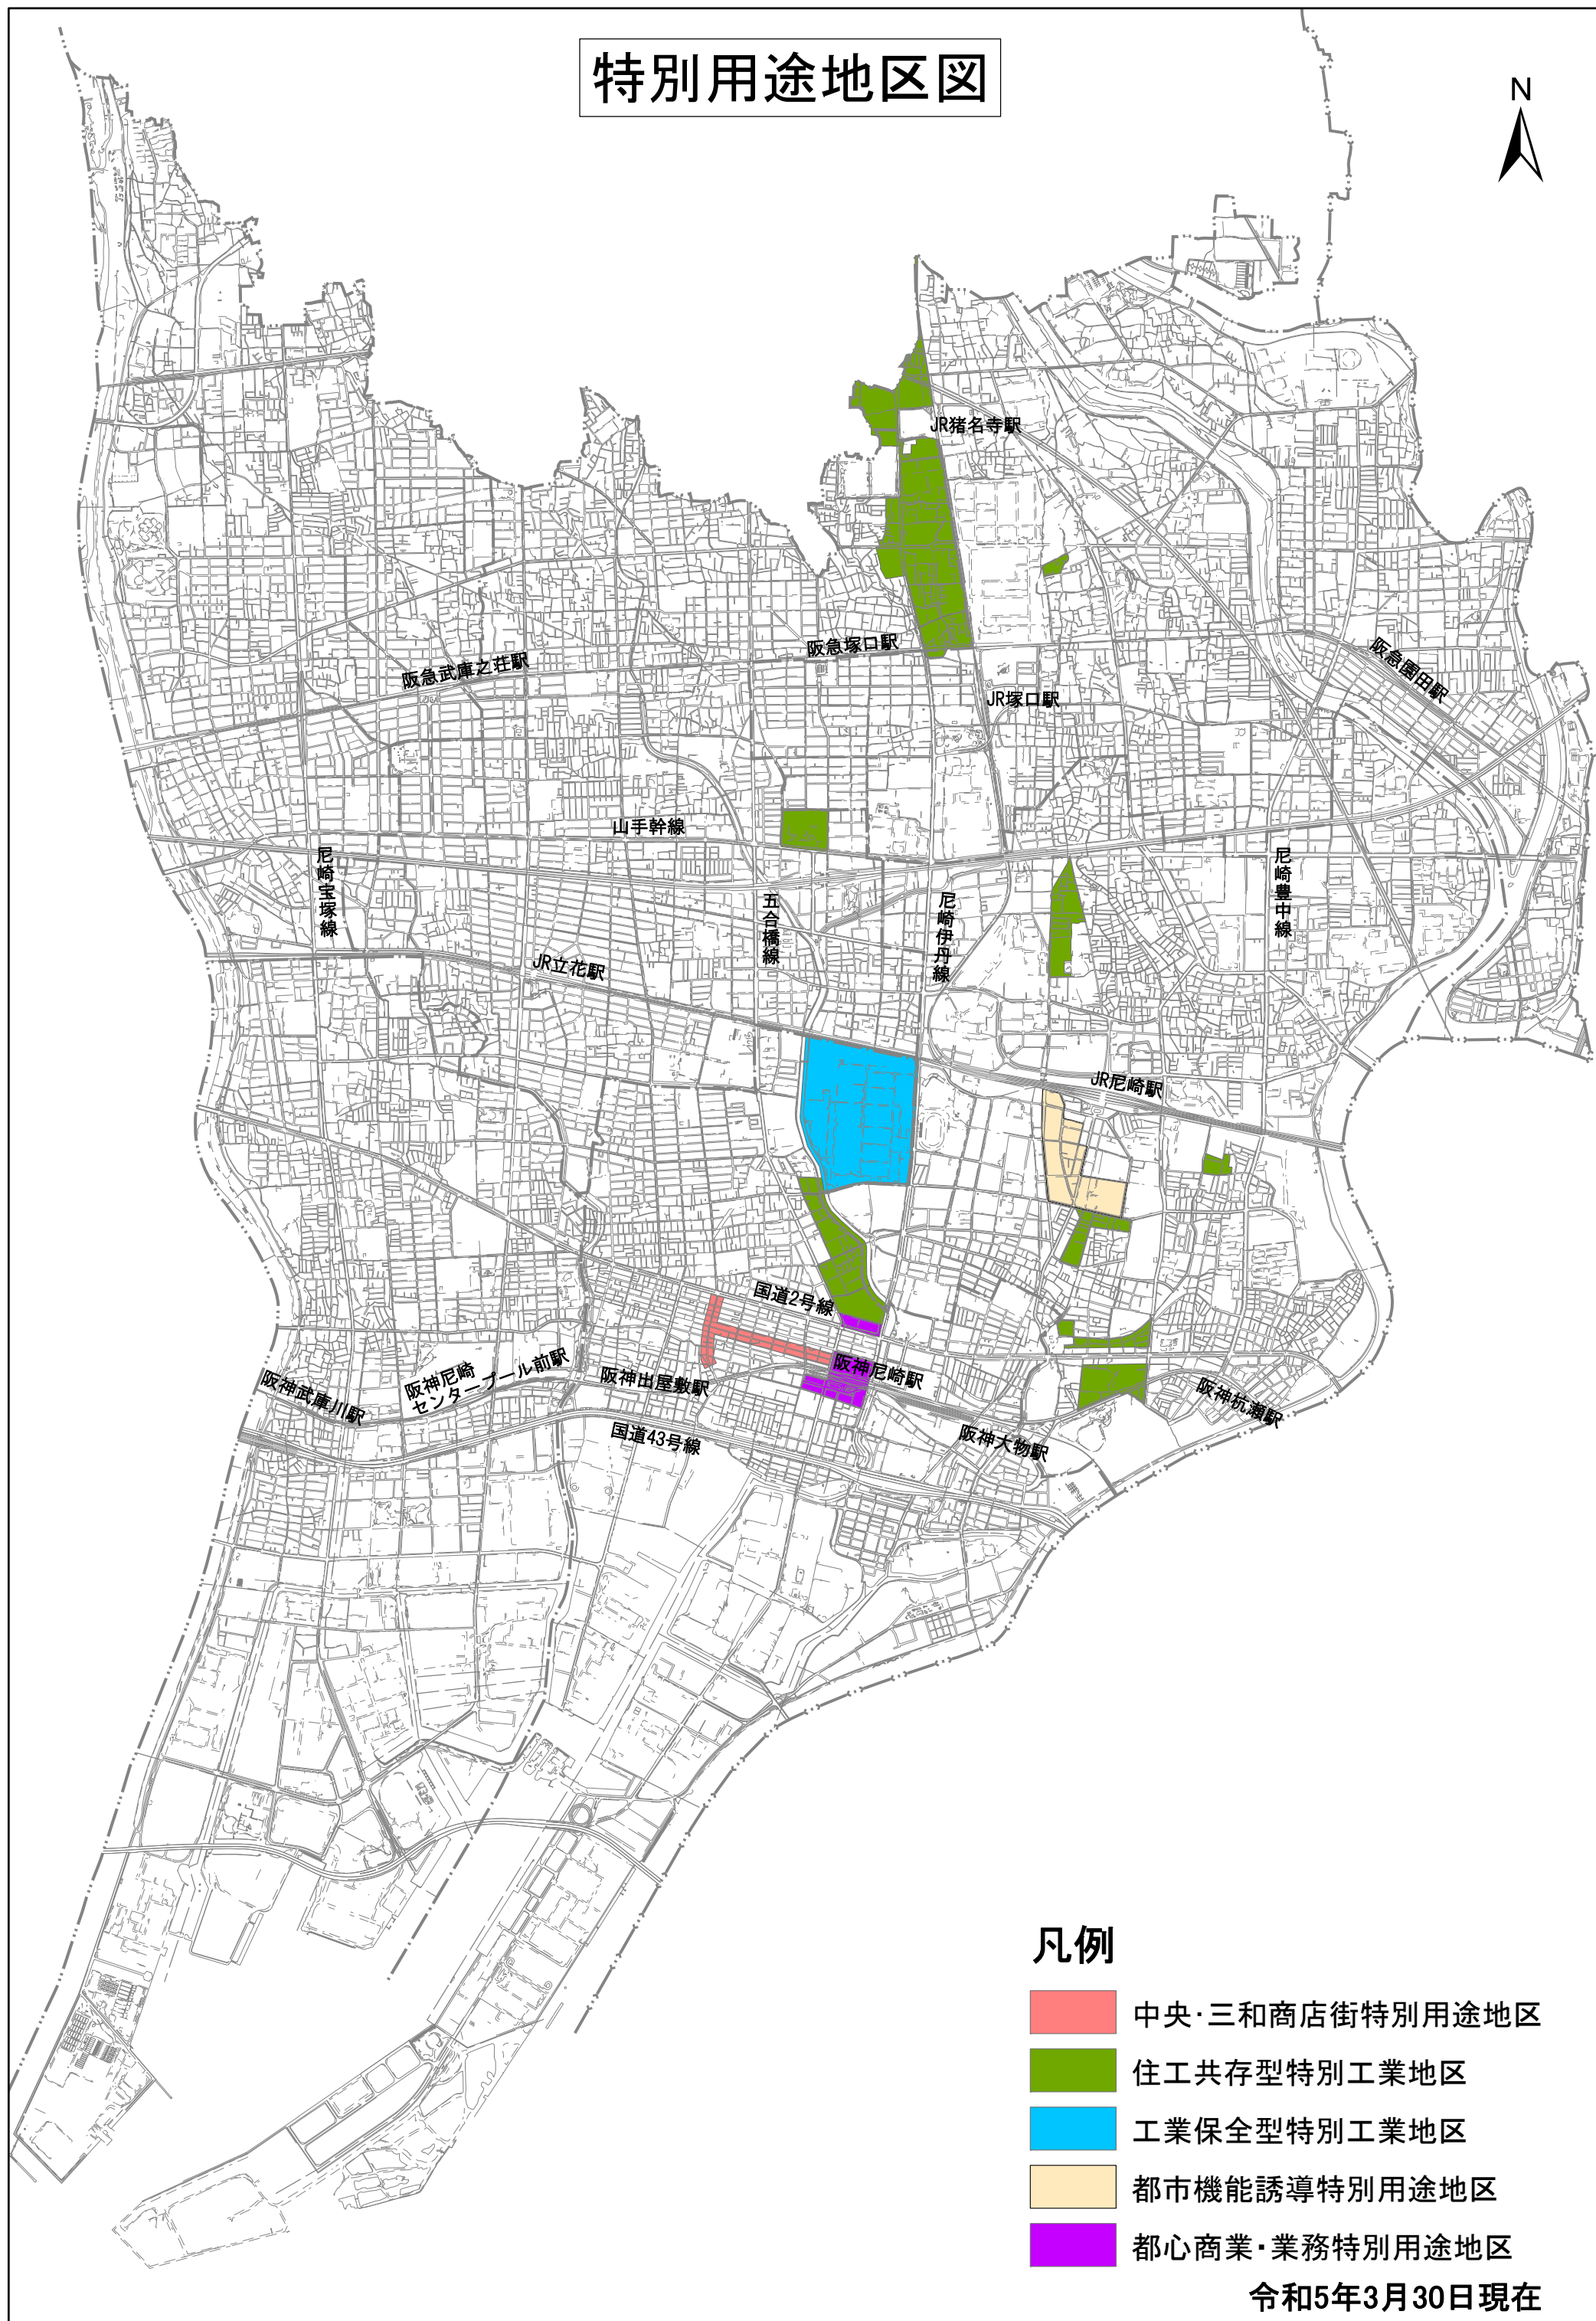 特別用途地区図
N
JR猪名寺駅
阪急塚口駅
阪急武庫之荘駅
阪急園田駅
JR塚口駅
山手幹線
尼崎宝塚線
五合橋線
尼崎伊丹線
尼崎豊中線
JR立花駅
JR尼崎駅
国道2号線
阪神尼崎駅
阪神尼崎
センタープール前駅
阪神出屋敷駅
阪神武庫川駅
阪神杭瀬駅
国道43号線
阪神大物駅
凡例
中央・三和商店街特別用途地区
住工共存型特別工業地区
工業保全型特別工業地区
都市機能誘導特別用途地区
都心商業・業務特別用途地区
令和5年3月30日現在